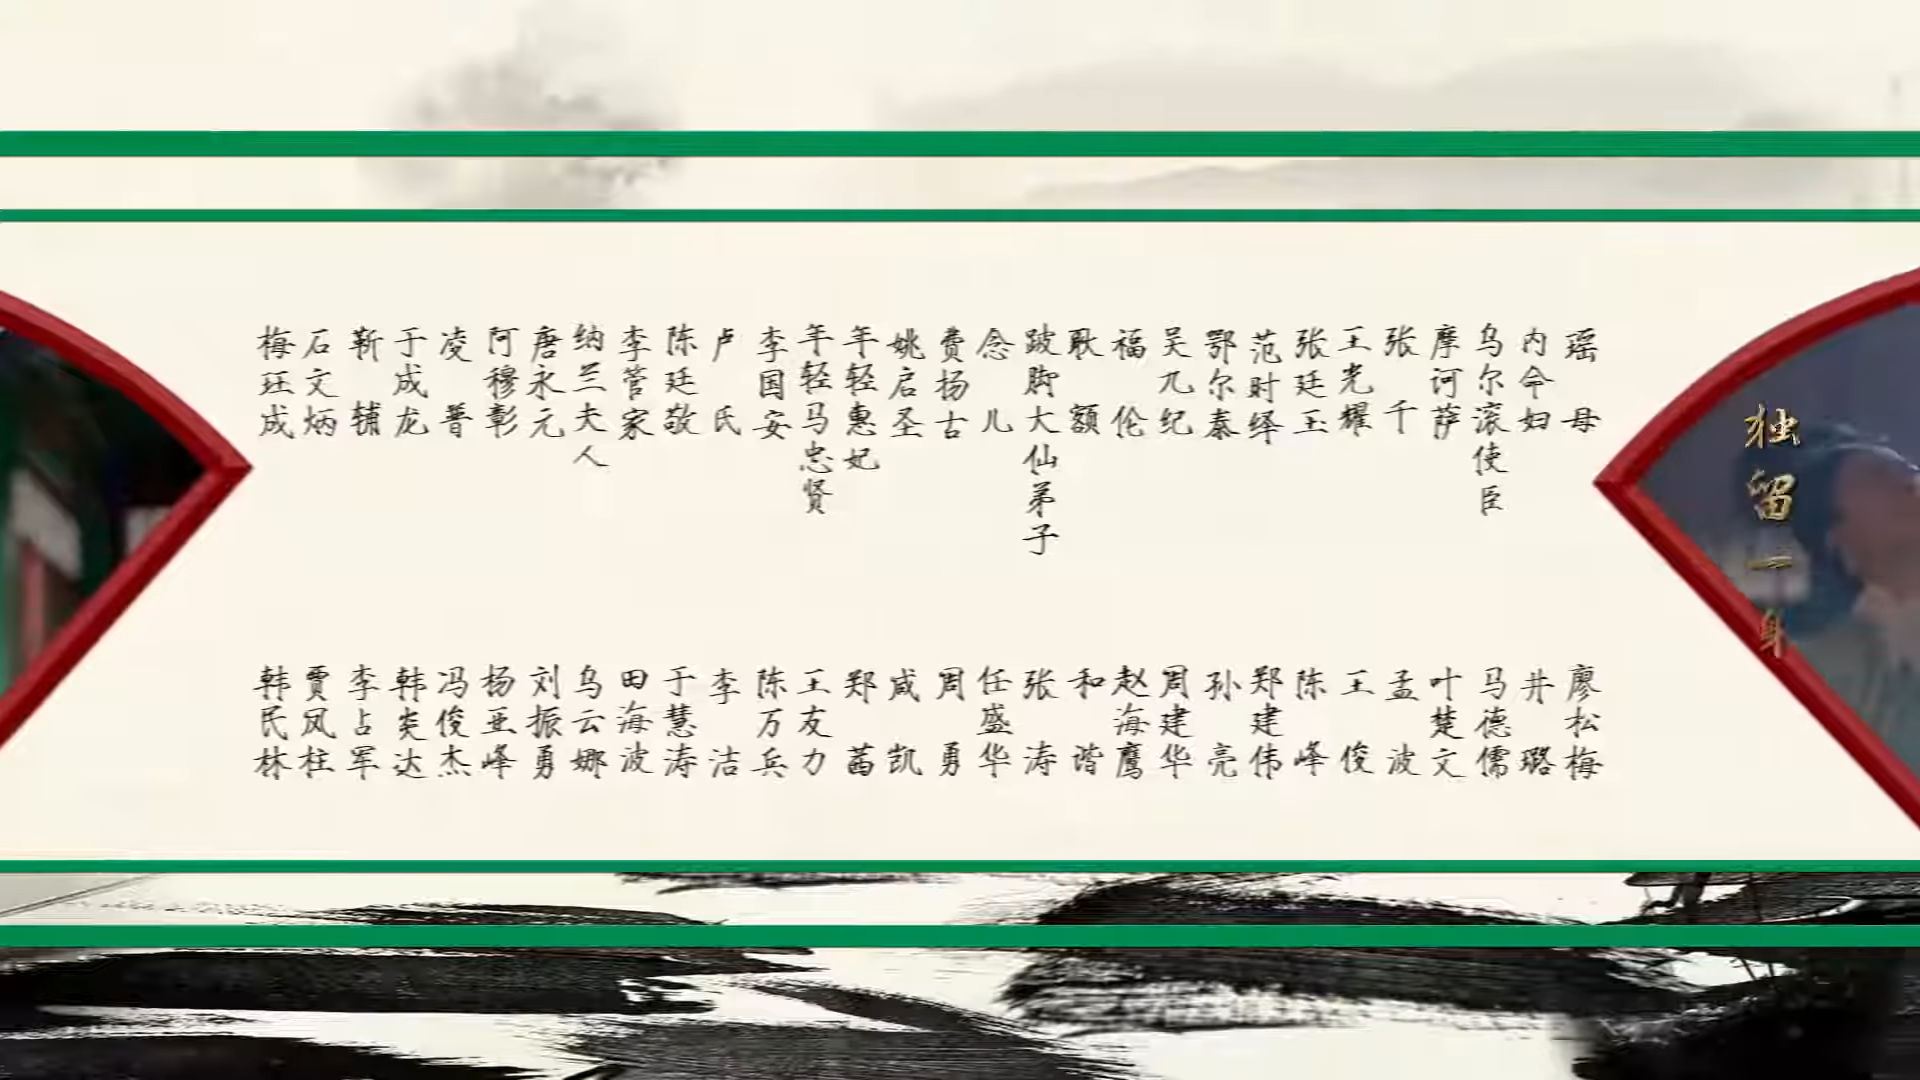 独留一身
瑶母 廖松梅
内命妇 井璐
乌尔滚使臣 马德儒
摩诃萨 叶楚文
张千 孟波
王光耀 王俊
张廷玉 陈峰
范时绎 郑建伟
鄂尔泰 孙亮
吴兀纪 周建华
福伦 赵海鹰
耿额 和谐
跛脚大仙弟子 张涛
念儿 任盛华
费扬古 周勇
姚启圣 咸凯
年轻惠妃 郑茜
年轻马忠贤 王友力
李国安 陈万兵
卢氏 李洁
陈廷敬 于慧涛
李管家 田海波
纳兰夫人 乌云娜
唐永元 刘振勇
阿穆彰 杨亚峰
凌普 冯俊杰
于成龙 韩奕达
靳辅 李占军
石文炳 贾风柱
梅珏成 韩民林